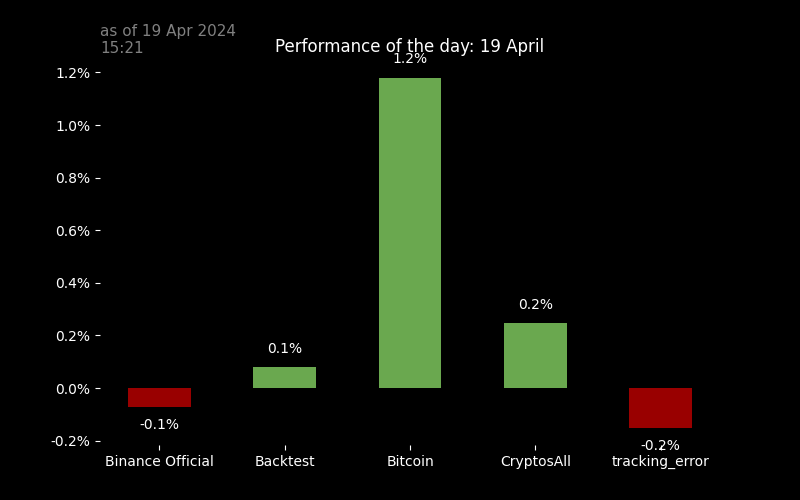 as of 19 Apr 2024
15:21
Performance of the day: 19 April
1.2%
1.2%
1.0%
0.8%
0.6%
0.4%
0.2%
0.2%
0.1%
0.0%
-0.1%
-0.2%
-0.2%
Binance Official
Backtest
Bitcoin
CryptosAll
tracking_error